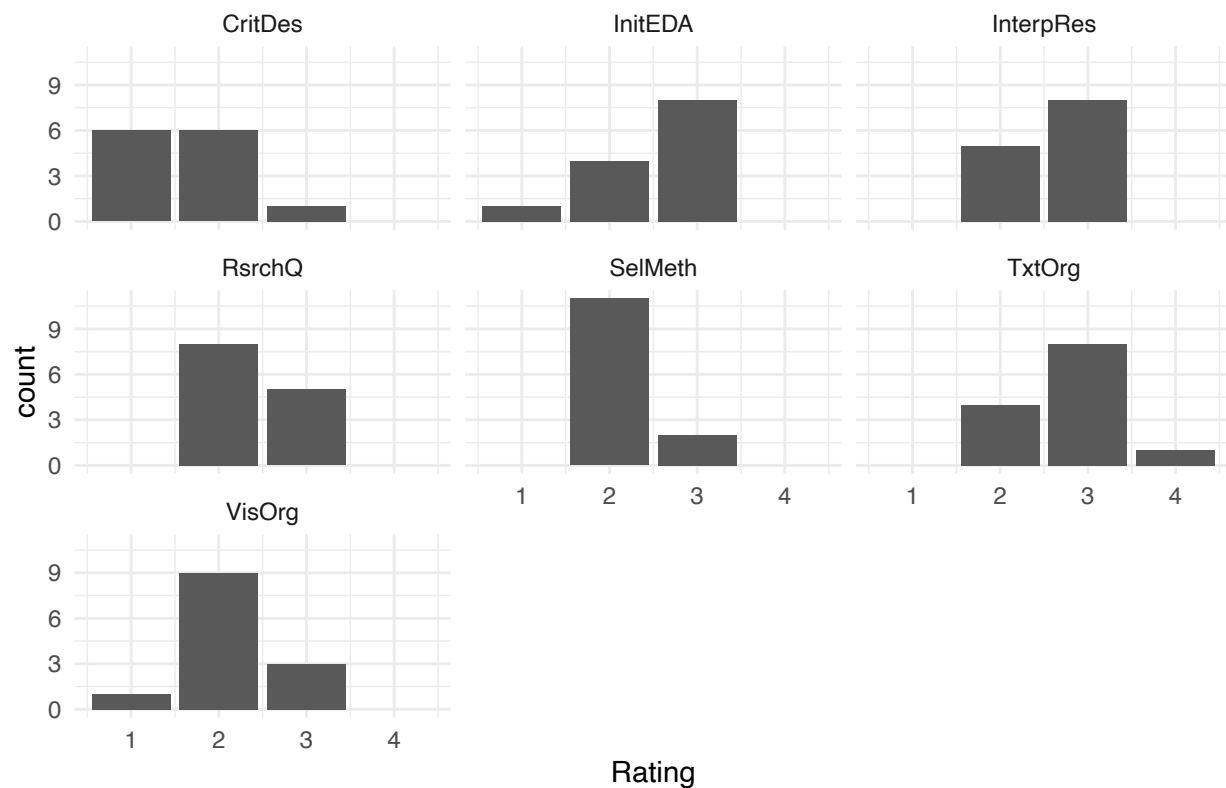 CritDes InitEDA InterpRes
9
6
3
0
RsrchQ SelMeth TxtOrg
9
6
3
0
1 2 3 4 1 2 3 4
VisOrg
9
6
3
0
1 2 3 4
count
Rating